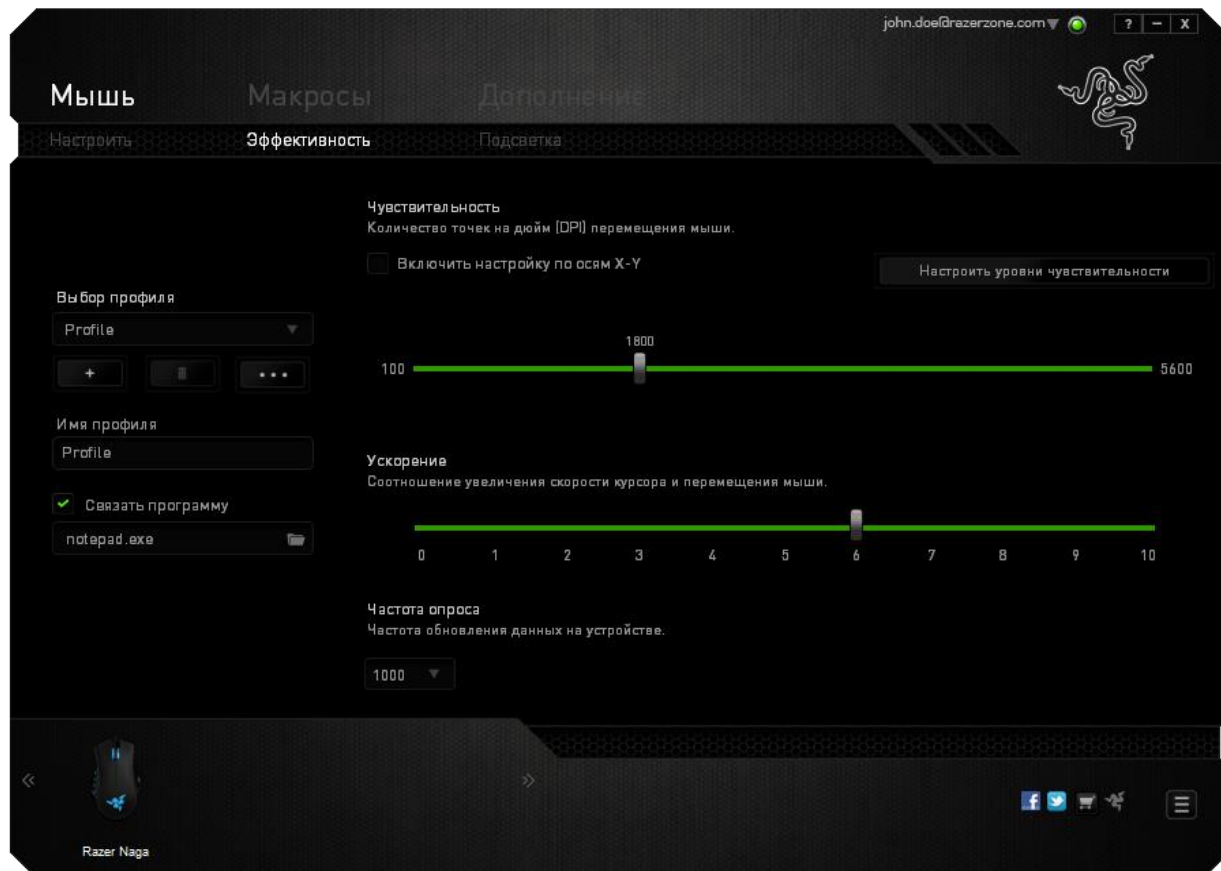 john.doe@razerzone.com
? – X
Мышь Макросы Дополнение
Настроить Эффективность Подсветка
Чувствительность
Количество точек на дюйм (DPI) перемещения мыши.
Включить настройку по осям X-Y
Настроить уровни чувствительности
Выбор профиля
Profile
+ •••
1800
100 5600
Имя профиля
Profile
Ускорение
Соотношение увеличения скорости курсора и перемещения мыши.
Связать программу
notepad.exe
0 1 2 3 4 5 6 7 8 9 10
Частота опроса
Частота обновления данных на устройстве.
1000
Razer Naga